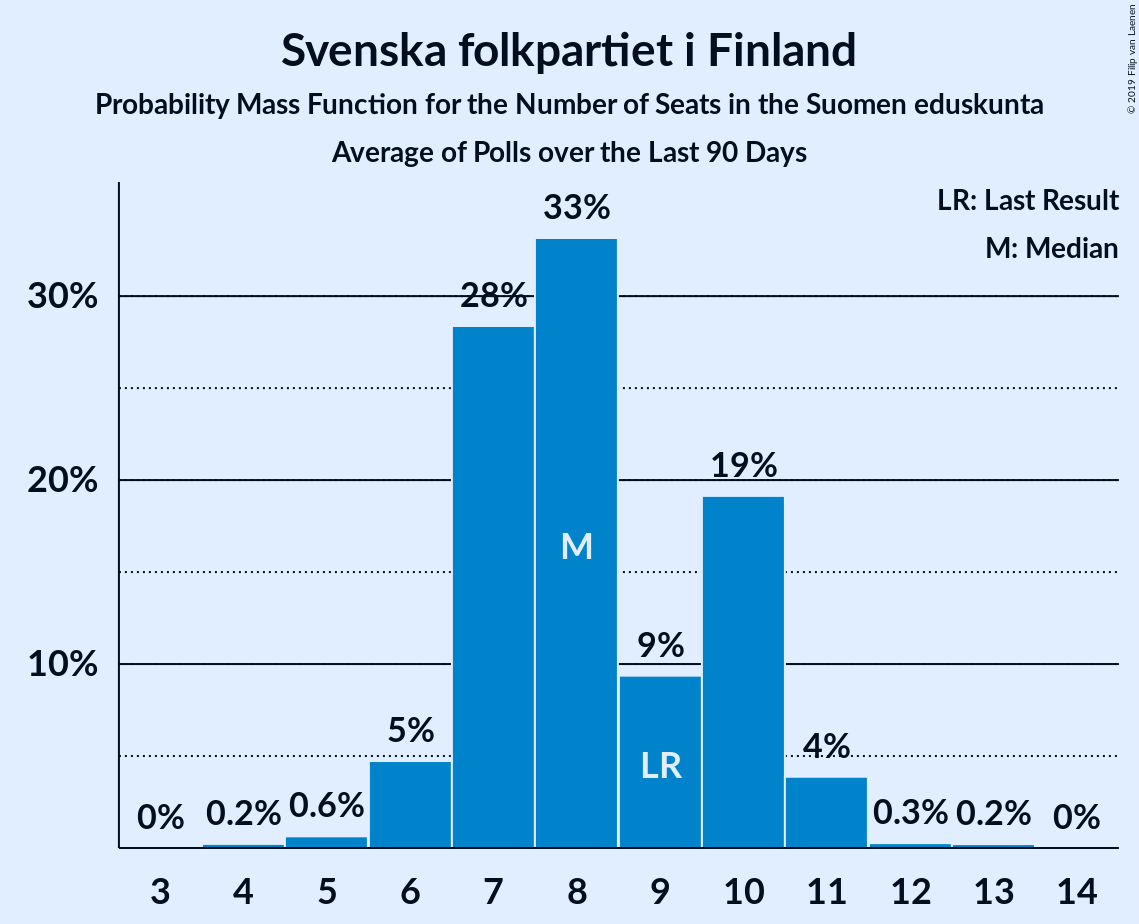 Svenska folkpartiet i Finland
Probability Mass Function for the Number of Seats in the Suomen eduskunta
Average of Polls over the Last 90 Days
© 2019 Filip van Laenen
LR: Last Result
M: Median
33%
30%
28%
20%
19%
M
10%
9%
LR
5%
4%
0%
0.2%
0.6%
0.3%
0.2%
0%
3 4 5 6 7 8 9 10 11 12 13 14